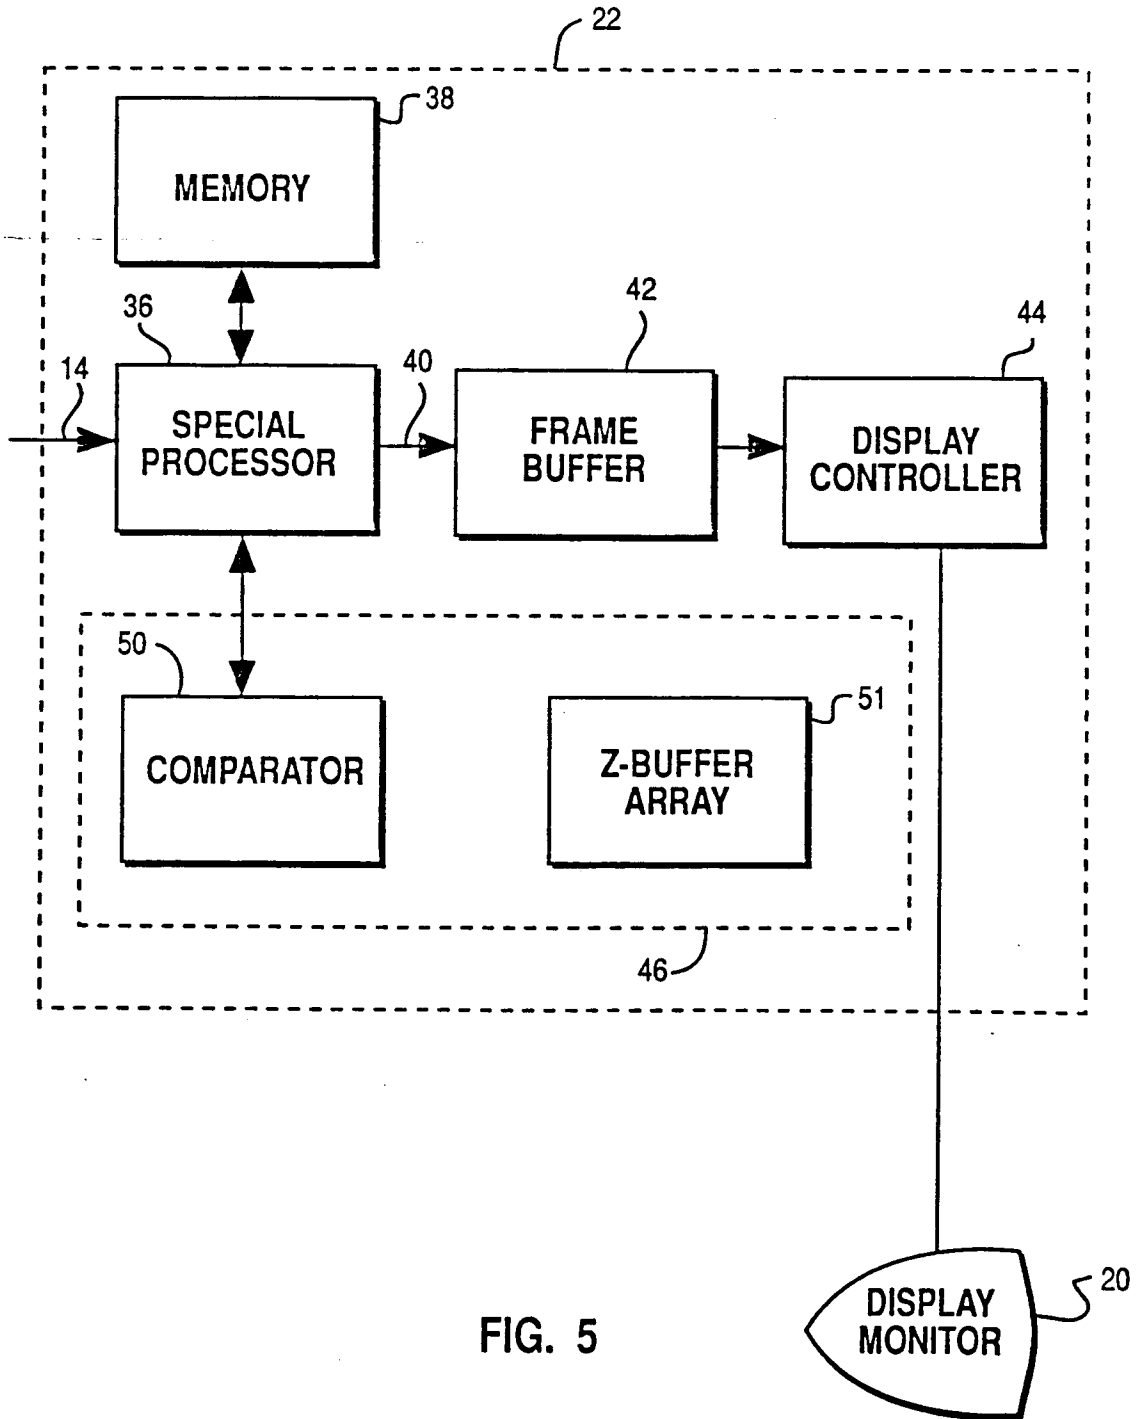 22
38
MEMORY
36
42
44
14
40
SPECIAL
PROCESSOR
FRAME
BUFFER
DISPLAY
CONTROLLER
50
51
COMPARATOR
Z-BUFFER
ARRAY
46
20
DISPLAY
MONITOR
FIG. 5